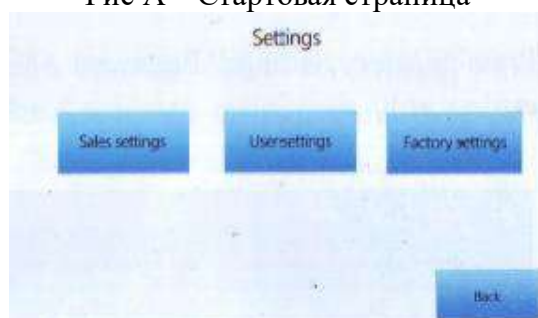 Рис А – Стартовая страница
Settings
Sales settings
Usersettings
Factory settings
Back